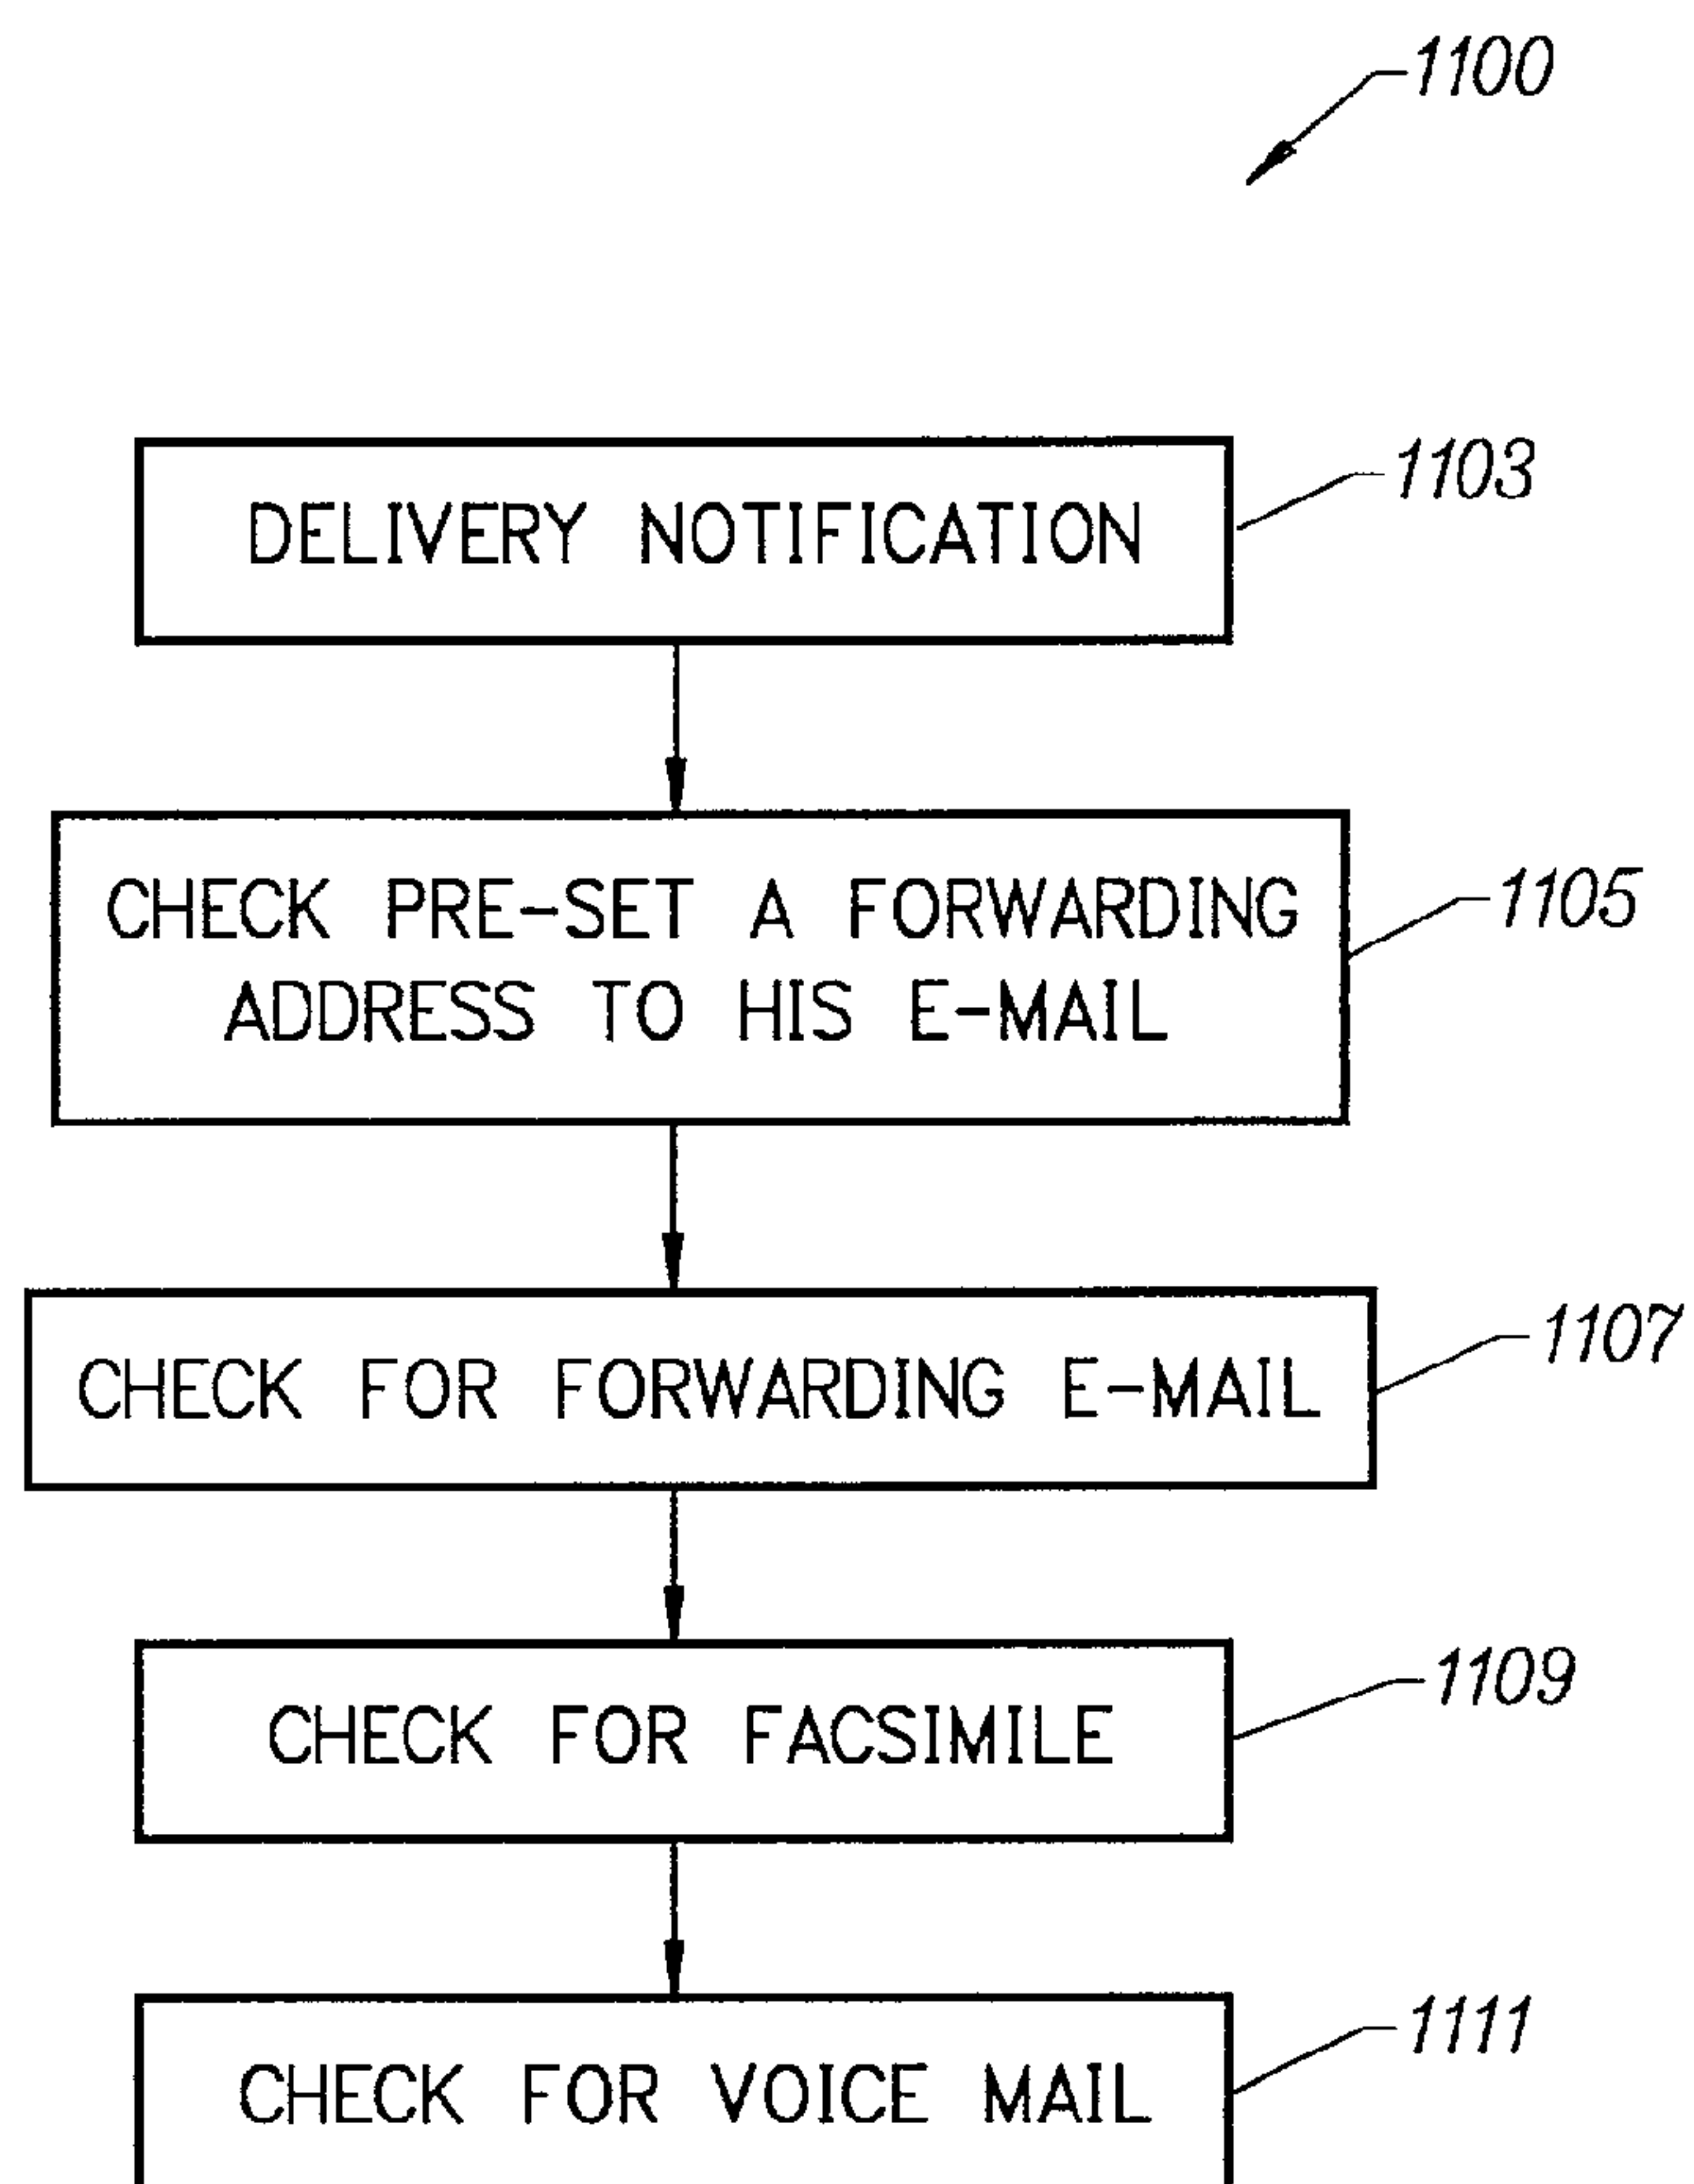 1100
DELIVERY NOTIFICATION
1103
CHECK PRE-SET A FORWARDING
ADDRESS TO HIS E-MAIL
1105
CHECK FOR FORWARDING E-MAIL
1107
CHECK FOR FACSIMILE
1109
CHECK FOR VOICE MAIL
1111